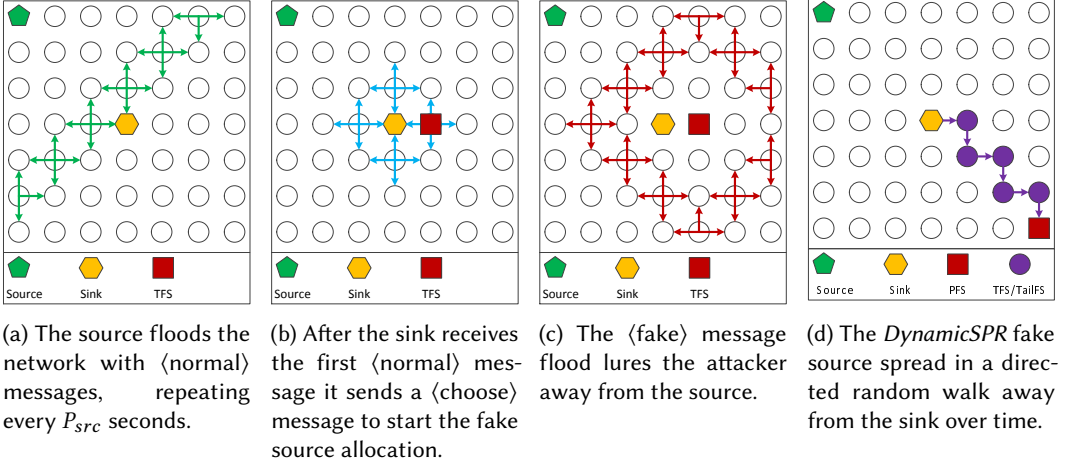 Source Sink TFS
Source Sink TFS
Source Sink TFS
Source Sink PFS TFS/TailFS
(a) The source floods the
network with ⟨normal⟩
messages, repeating
every P_src seconds.
(b) After the sink receives
the first ⟨normal⟩ mes-
sage it sends a ⟨choose⟩
message to start the fake
source allocation.
(c) The ⟨fake⟩ message
flood lures the attacker
away from the source.
(d) The DynamicSPR fake
source spread in a direc-
ted random walk away
from the sink over time.